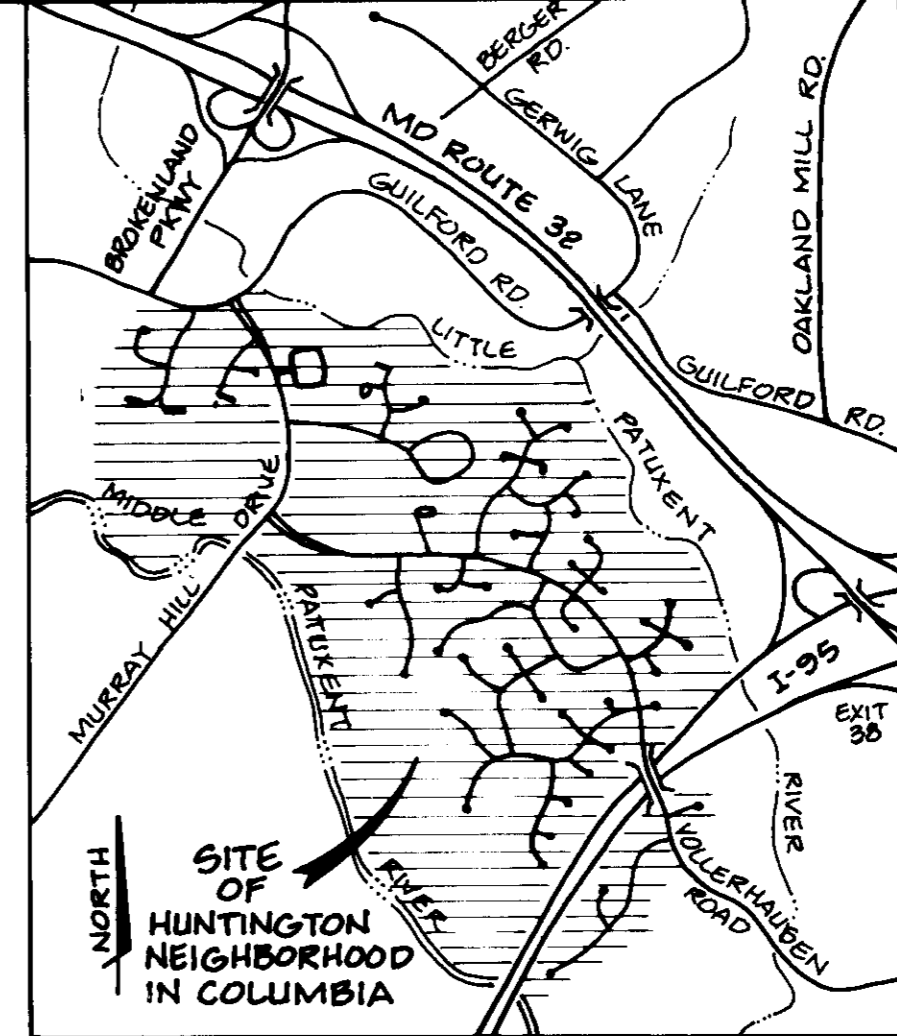 BERGER
RD.
GERWIG
LANE
OAKLAND MILL RD.
MD ROUTE 32
BROKENLAND
PKWY
GUILFORD RD.
LITTLE
GUILFORD RD.
PATUXENT
MIDDLE
DRIVE
MURRAY HILL
PATUXENT
I-95
EXIT
38
RIVER
VOLLERHAUSEN
ROAD
RIVER
NORTH
SITE
OF
HUNTINGTON
NEIGHBORHOOD
IN COLUMBIA